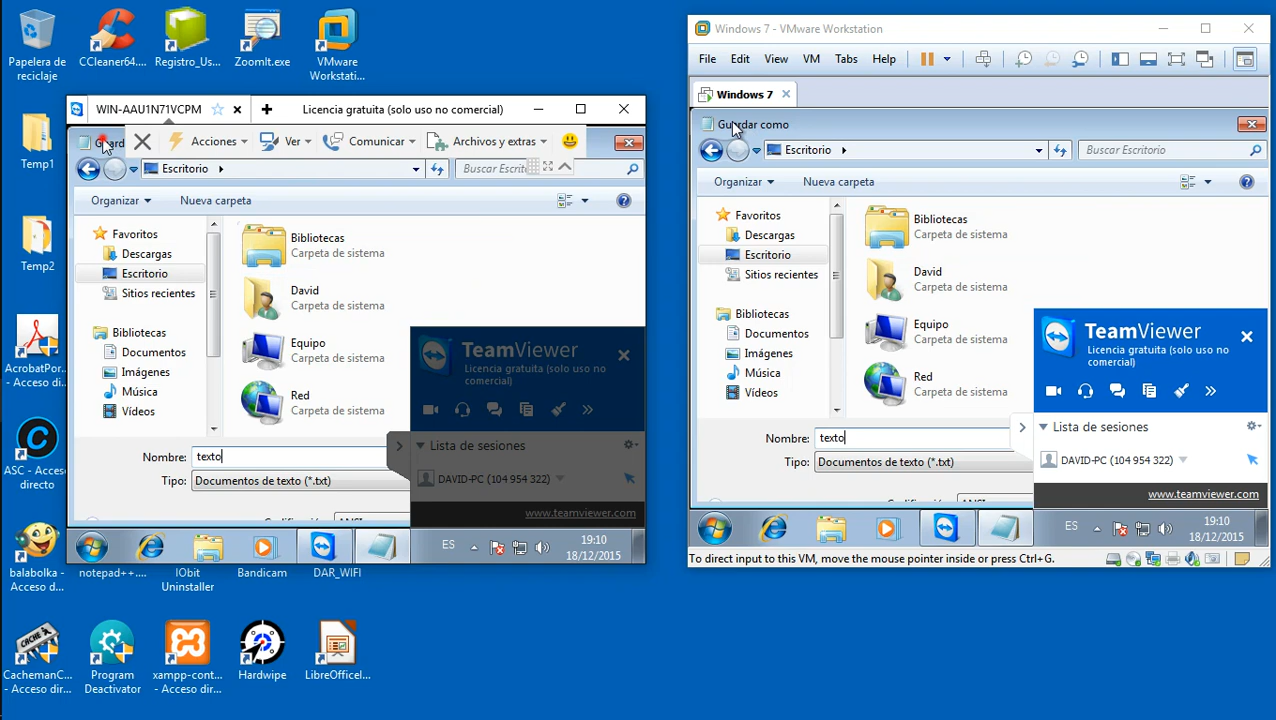 Papelera de
reciclaje
CCleaner64....
Registro_Us...
ZoomIt.exe
VMware
Workstati...
Temp1
Temp2
AcrobatPor...
- Acceso di...
ASC - Acceso
directo
balabolka -
Acceso d...
notepad++....
IObit
Uninstaller
Bandicam
DAR_WIFI
CachemanC...
- Acceso dir...
Program
Deactivator
xampp-cont...
- Acceso dir...
Hardwipe
LibreOfficeI...
WIN-AAU1N71VCPM
Licencia gratuita (solo uso no comercial)
Acciones
Ver
Comunicar
Archivos y extras
Escritorio
Buscar Escrito
Organizar
Nueva carpeta
Favoritos
Descargas
Escritorio
Sitios recientes
Bibliotecas
Documentos
Imágenes
Música
Vídeos
Bibliotecas
Carpeta de sistema
David
Carpeta de sistema
Equipo
Carpeta de sistema
Red
Carpeta de sistema
Nombre: texto
Tipo: Documentos de texto (*.txt)
TeamViewer
Licencia gratuita (solo uso no
comercial)
Lista de sesiones
DAVID-PC (104 954 322)
www.teamviewer.com
ES
19:10
18/12/2015
Windows 7 - VMware Workstation
File Edit View VM Tabs Help
Windows 7
Guardar como
Escritorio
Buscar Escritorio
Organizar
Nueva carpeta
Favoritos
Descargas
Escritorio
Sitios recientes
Bibliotecas
Documentos
Imágenes
Música
Vídeos
Bibliotecas
Carpeta de sistema
David
Carpeta de sistema
Equipo
Carpeta de sistema
Red
Carpeta de sistema
Nombre: texto
Tipo: Documentos de texto (*.txt)
TeamViewer
Licencia gratuita (solo uso no
comercial)
Lista de sesiones
DAVID-PC (104 954 322)
www.teamviewer.com
ES
19:10
18/12/2015
To direct input to this VM, move the mouse pointer inside or press Ctrl+G.